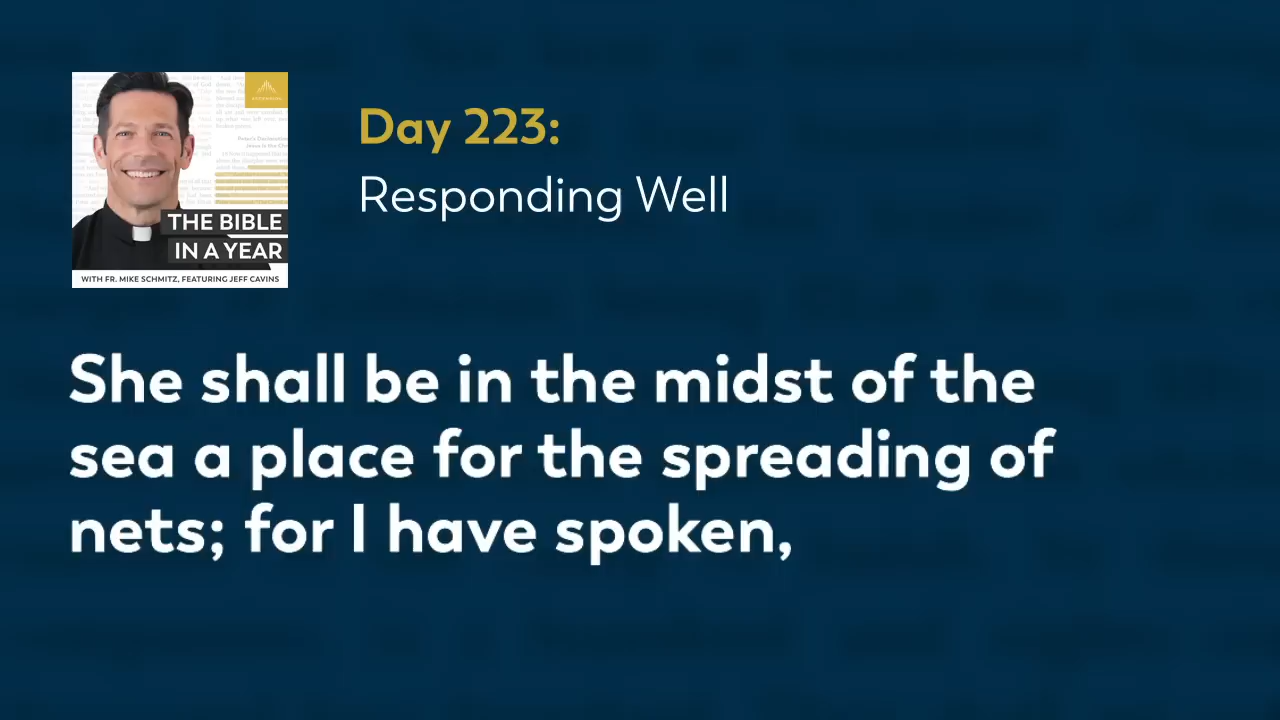 Day 223:
Responding Well
THE BIBLE
IN A YEAR
WITH FR. MIKE SCHMITZ, FEATURING JEFF CAVINS
She shall be in the midst of the
sea a place for the spreading of
nets; for I have spoken,